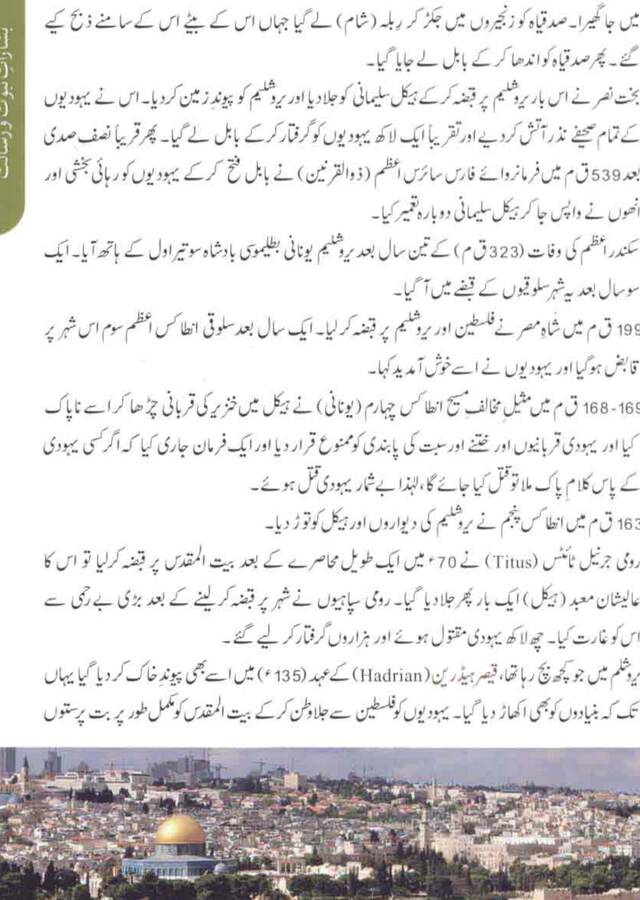 بشاراتِ نبوت و رسالت
میں جا گھیرا۔ صدقیاہ کو زنجیروں میں جکڑ کر ربلہ (شام) لے گیا جہاں اس کے بیٹے اس کے سامنے ذبح کیے
گئے۔ پھر صدقیاہ کو اندھا کر کے بابل لے جایا گیا۔
بخت نصر نے اس بار یروشلیم پر قبضہ کر کے ہیکل سلیمانی کو جلا دیا اور یروشلیم کو پیوندِ زمین کر دیا۔ اس نے یہودیوں
کے تمام صحیفے نذرِ آتش کر دیے اور تقریباً ایک لاکھ یہودیوں کو گرفتار کر کے بابل لے گیا۔ پھر قریباً نصف صدی
بعد 539 ق م میں فرمانروائے فارس سائرس اعظم (ذوالقرنین) نے بابل فتح کر کے یہودیوں کو رہائی بخشی اور
انھوں نے واپس جا کر ہیکل سلیمانی دوبارہ تعمیر کیا۔
سکندر اعظم کی وفات (323 ق م) کے تین سال بعد یروشلیم یونانی بطلیموسی بادشاہ سوتیر اول کے ہاتھ آیا۔ ایک
سو سال بعد یہ شہر سلوقیوں کے قبضے میں آ گیا۔
199 ق م میں شاہِ مصر نے فلسطین اور یروشلیم پر قبضہ کر لیا۔ ایک سال بعد سلوقی انطاکس اعظم سوم اس شہر پر
قابض ہو گیا اور یہودیوں نے اسے خوش آمدید کہا۔
169-168 ق م میں مثیلِ مخالفِ مسیح انطاکس چہارم (یونانی) نے ہیکل میں خنزیر کی قربانی چڑھا کر اسے ناپاک
کیا اور یہودی قربانیوں اور ختنے اور سبت کی پابندی کو ممنوع قرار دیا اور ایک فرمان جاری کیا کہ اگر کسی یہودی
کے پاس کلامِ پاک ملا تو قتل کیا جائے گا، لہٰذا بے شمار یہودی قتل ہوئے۔
163 ق م میں انطاکس پنجم نے یروشلیم کی دیواروں اور ہیکل کو توڑ دیا۔
رومی جرنیل ٹائٹس (Titus) نے 70ء میں ایک طویل محاصرے کے بعد بیت المقدس پر قبضہ کر لیا تو اس کا
عالیشان معبد (ہیکل) ایک بار پھر جلا دیا گیا۔ رومی سپاہیوں نے شہر پر قبضہ کر لینے کے بعد بڑی بے رحمی سے
اس کو غارت کیا۔ چھ لاکھ یہودی مقتول ہوئے اور ہزاروں گرفتار کر لیے گئے۔
یروشلم میں جو کچھ بچ رہا تھا، قیصر ہیڈرین (Hadrian) کے عہد (135ء) میں اسے بھی پیوندِ خاک کر دیا گیا یہاں
تک کہ بنیادوں کو بھی اکھاڑ دیا گیا۔ یہودیوں کو فلسطین سے جلا وطن کر کے بیت المقدس کو مکمل طور پر بت پرستوں